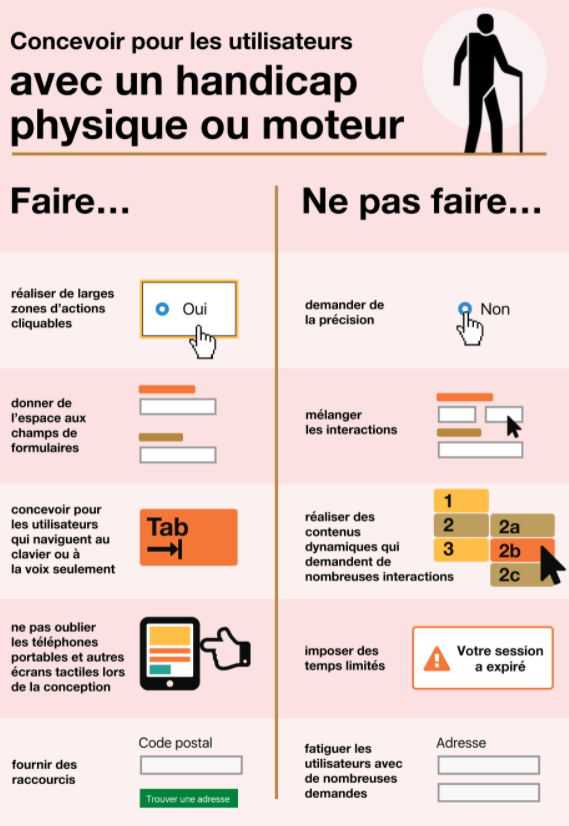 Concevoir pour les utilisateurs
avec un handicap
physique ou moteur
Faire...
Ne pas faire...
réaliser de larges
zones d'actions
cliquables
Oui
demander de
la précision
Non
donner de
l'espace aux
champs de
formulaires
mélanger
les interactions
concevoir pour
les utilisateurs
qui naviguent au
clavier ou à
la voix seulement
Tab
réaliser des
contenus
dynamiques qui
demandent de
nombreuses interactions
1
2
3
2a
2b
2c
ne pas oublier
les téléphones
portables et autres
écrans tactiles lors
de la conception
imposer des
temps limités
Votre session
a expiré
fournir des
raccourcis
Code postal
Trouver une adresse
fatiguer les
utilisateurs avec
de nombreuses
demandes
Adresse